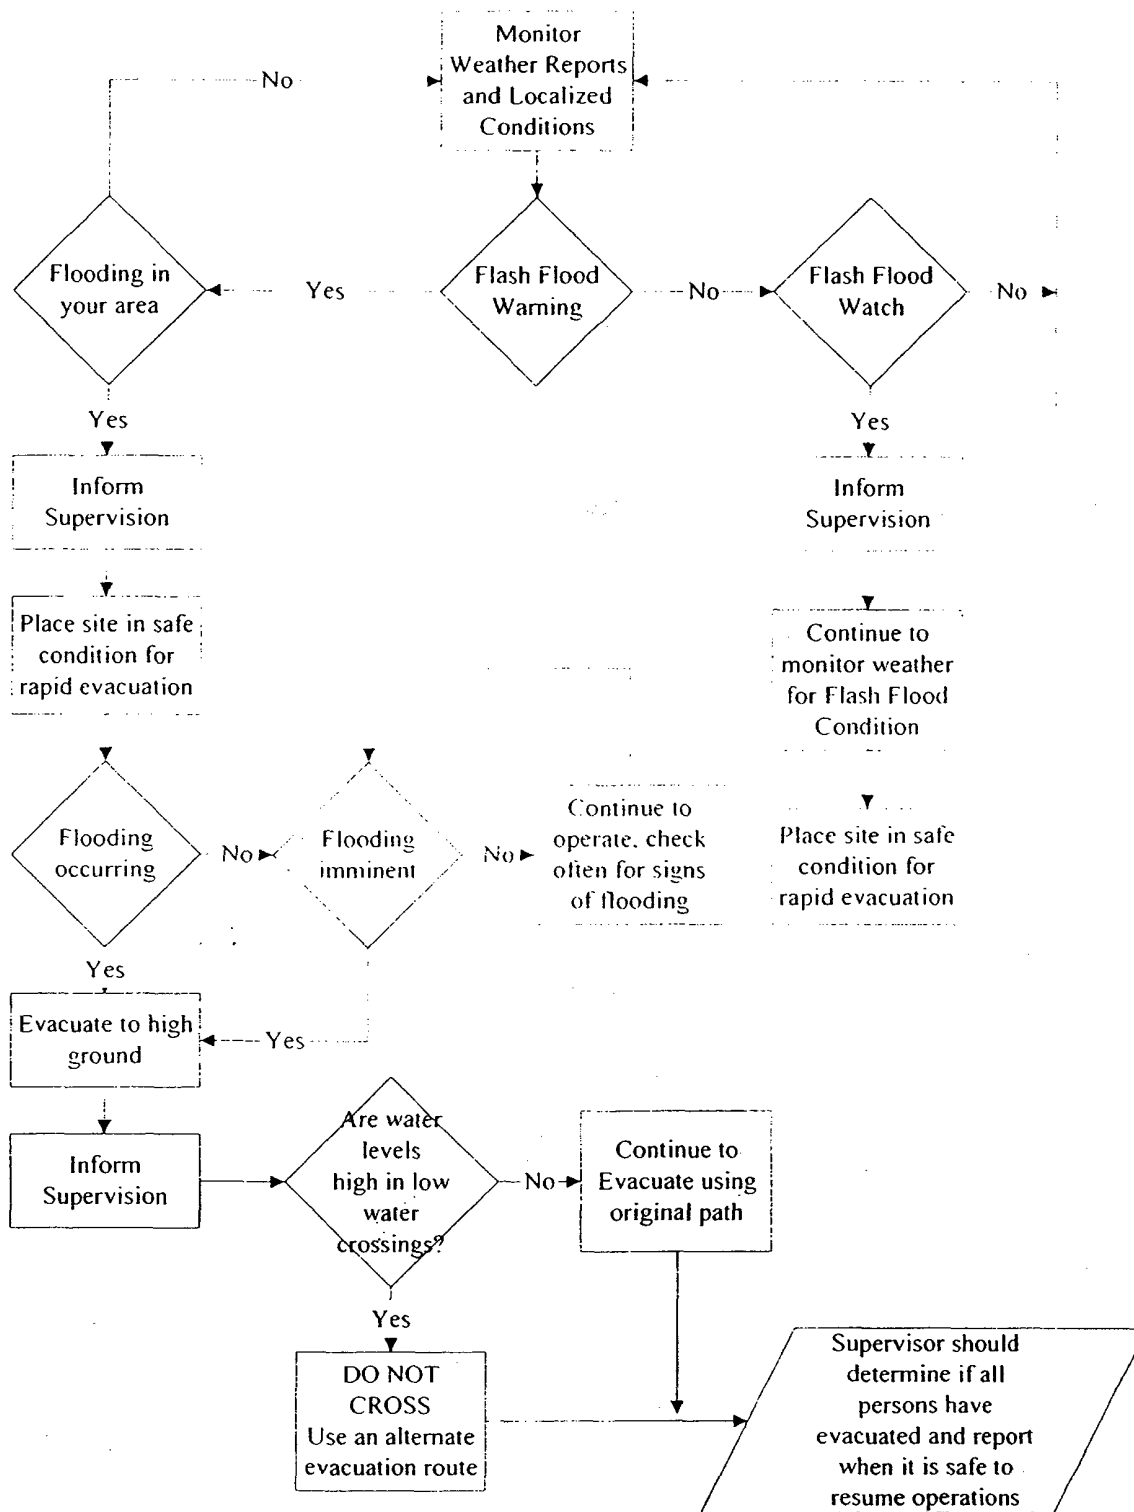 Monitor
Weather Reports
and Localized
Conditions
No
Flooding in
your area
Yes
Flash Flood
Warning
No
Flash Flood
Watch
No
Yes
Yes
Inform
Supervision
Inform
Supervision
Place site in safe
condition for
rapid evacuation
Continue to
monitor weather
for Flash Flood
Condition
Flooding
occurring
No
Flooding
imminent
No
Continue to
operate, check
often for signs
of flooding
Place site in safe
condition for
rapid evacuation
Yes
Evacuate to high
ground
Yes
Inform
Supervision
Are water
levels
high in low
water
crossings?
No
Continue to
Evacuate using
original path
Yes
DO NOT
CROSS
Use an alternate
evacuation route
Supervisor should
determine if all
persons have
evacuated and report
when it is safe to
resume operations